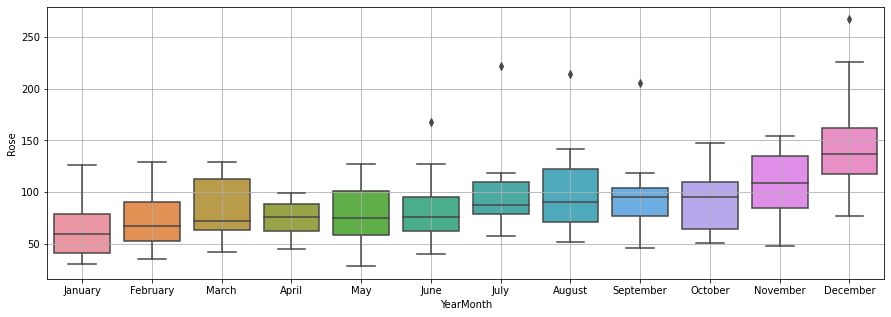 250
200
150
100
50
Rose
January February March April May June July August September October November December
YearMonth